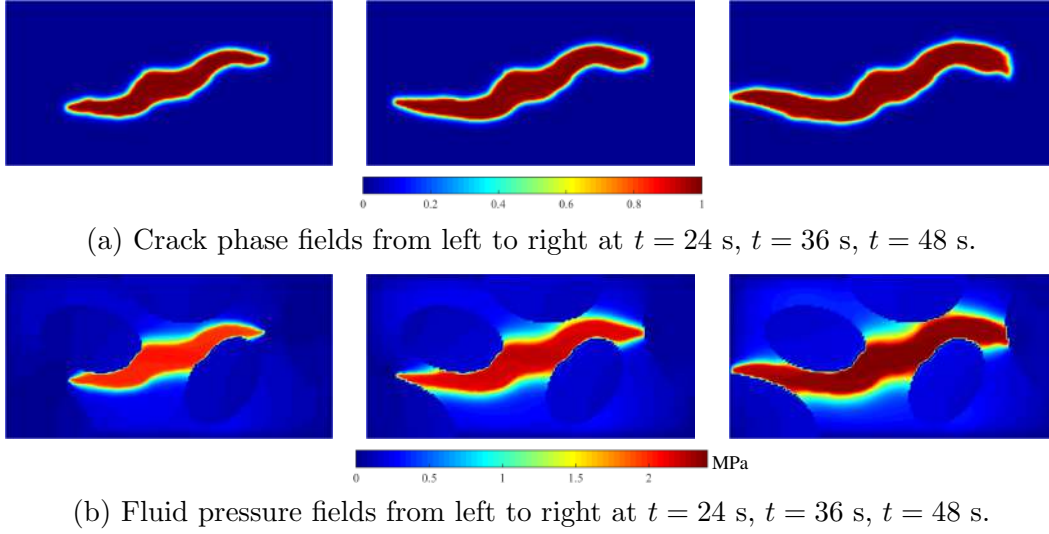 0 0.2 0.4 0.6 0.8 1
(a) Crack phase fields from left to right at t = 24 s, t = 36 s, t = 48 s.
0 0.5 1 1.5 2 MPa
(b) Fluid pressure fields from left to right at t = 24 s, t = 36 s, t = 48 s.